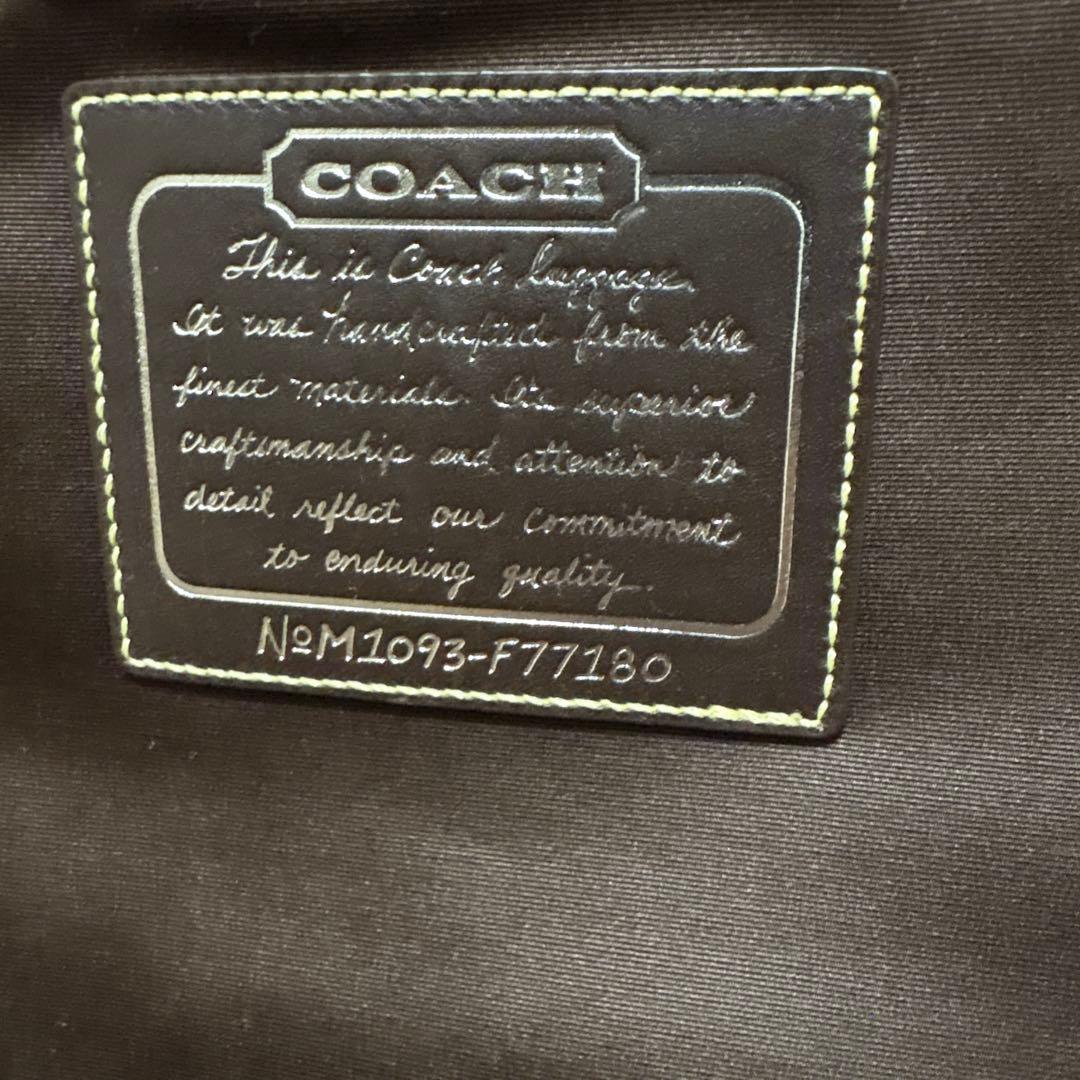 COACH
This is Coach luggage.
It was handcrafted from the
finest materials. Its superior
craftsmanship and attention to
detail reflect our commitment
to enduring quality.
NºM1093-F77180